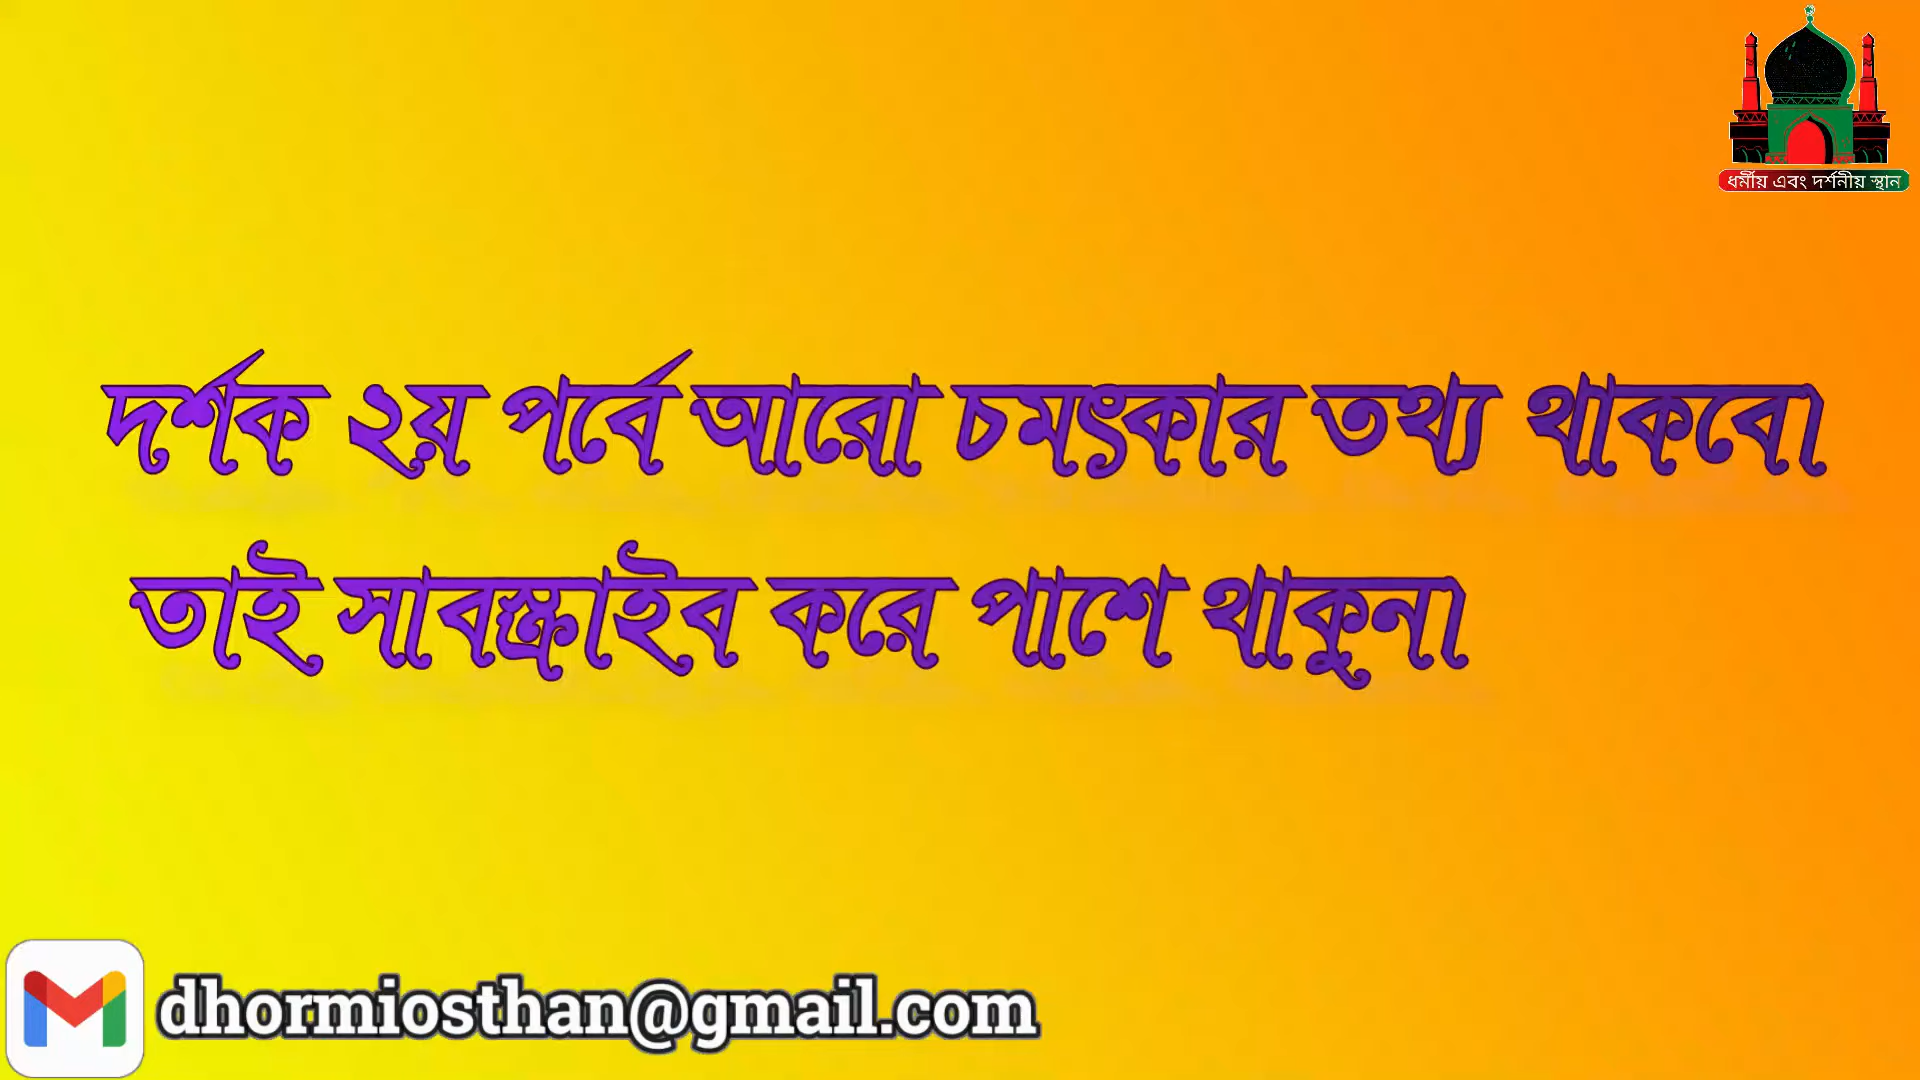 ধর্মীয় এবং দর্শনীয় স্থান
দর্শক ২য় পর্বে আরো চমৎকার তথ্য থাকবে।
তাই সাবস্ক্রাইব করে পাশে থাকুন।
dhormiosthan@gmail.com